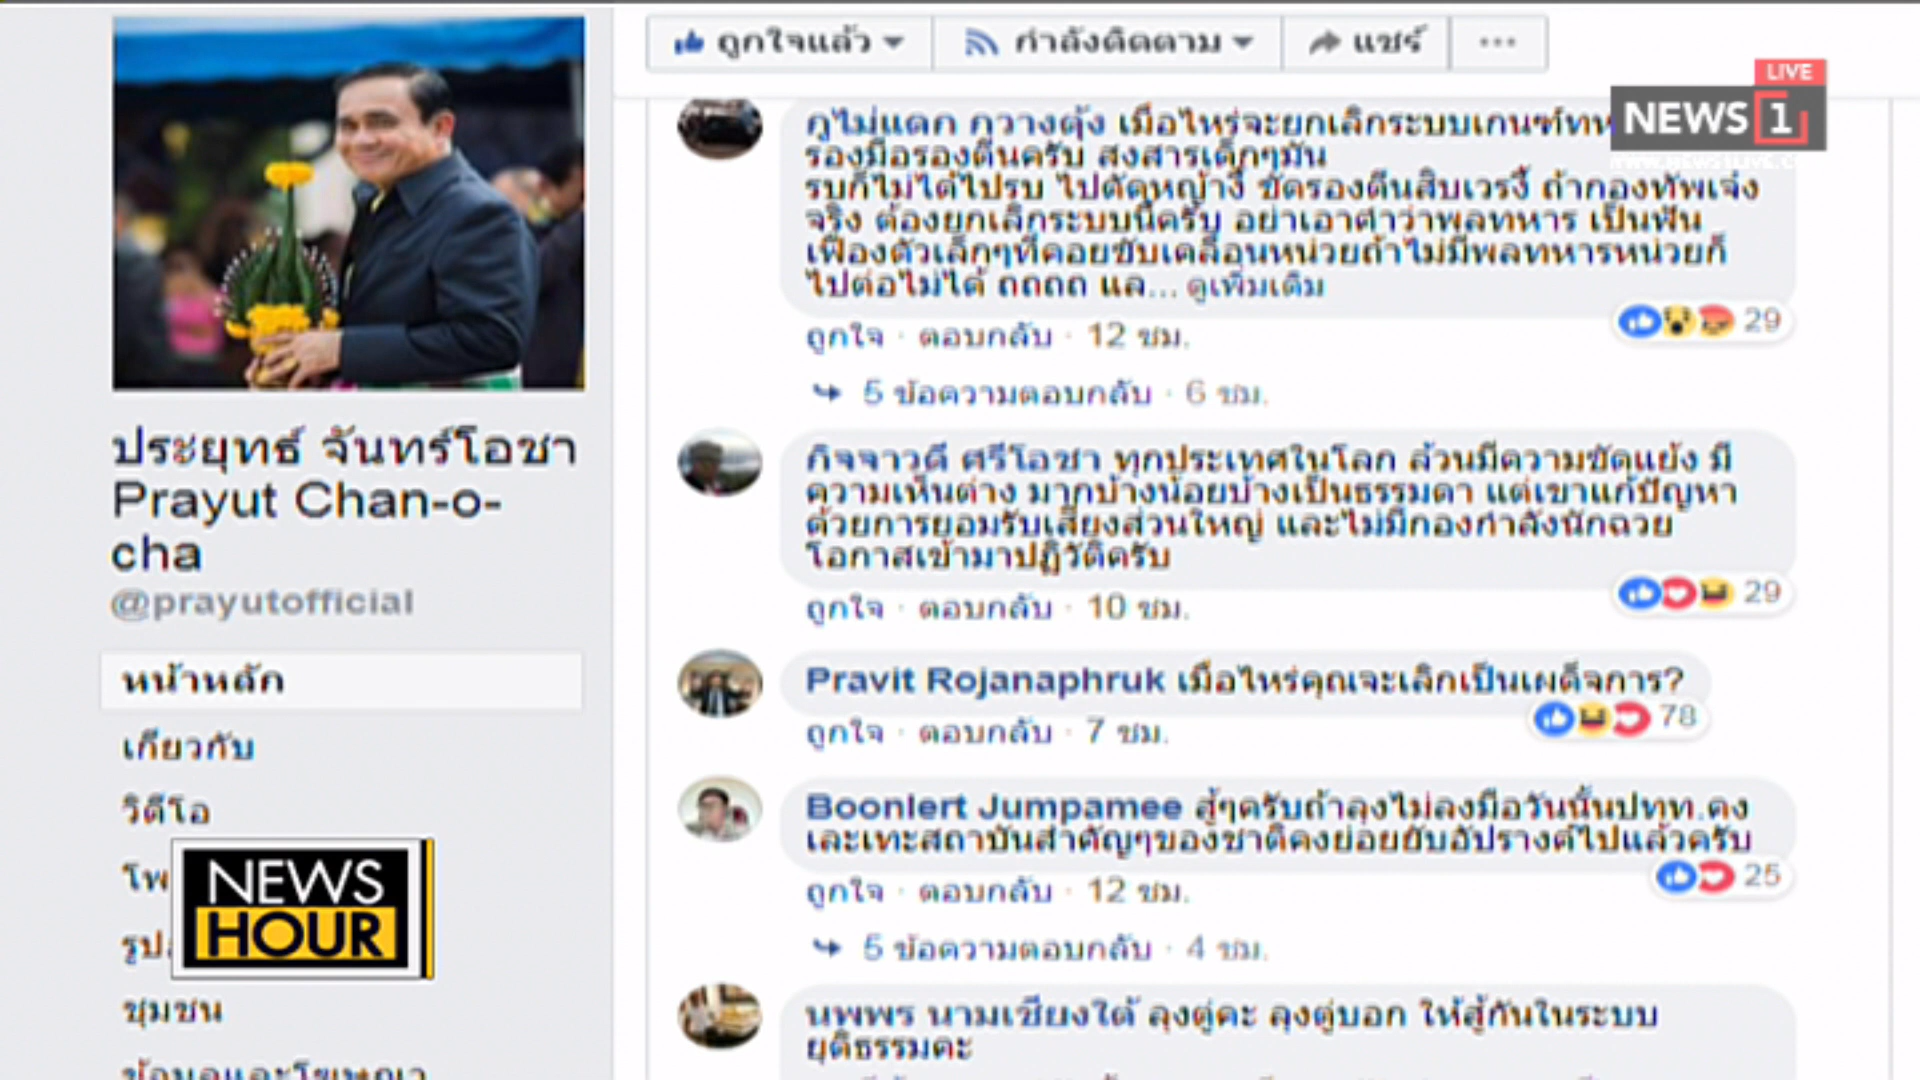 ถูกใจแล้ว กำลังติดตาม แชร์ ...
LIVE
NEWS 1
กูไม่แดก กวางตุ้ง เมื่อไหร่จะยกเลิกระบบเกณฑ์ทห
รองมือรองตีนครับ สงสารเด็กๆมัน
รบก็ไม่ได้ไปรบ ไปตัดหญ้างี้ ขัดรองตีนสิบเวรงี้ ถ้ากองทัพเจ๋ง
จริง ต้องยกเลิกระบบนี้ครับ อย่าเอาคำว่าพลทหาร เป็นฟัน
เฟืองตัวเล็กๆที่คอยขับเคลื่อนหน่วยถ้าไม่มีพลทหารหน่วยก็
ไปต่อไม่ได้ ถถถถ แล... ดูเพิ่มเติม
29
ถูกใจ · ตอบกลับ · 12 ชม.
5 ข้อความตอบกลับ · 6 ชม.
ประยุทธ์ จันทร์โอชา
Prayut Chan-o-
cha
@prayutofficial
หน้าหลัก
เกี่ยวกับ
วิดีโอ
โพ
รูป
ชุมชน
ข้อมูลและโฆษณา
NEWS
HOUR
กิจจาวดี ศรีโอชา ทุกประเทศในโลก ล้วนมีความขัดแย้ง มี
ความเห็นต่าง มากบ้างน้อยบ้างเป็นธรรมดา แต่เขาแก้ปัญหา
ด้วยการยอมรับเสียงส่วนใหญ่ และไม่มีกองกำลังนักฉวย
โอกาสเข้ามาปฏิวัติครับ
29
ถูกใจ · ตอบกลับ · 10 ชม.
Pravit Rojanaphruk เมื่อไหร่คุณจะเลิกเป็นเผด็จการ?
78
ถูกใจ · ตอบกลับ · 7 ชม.
Boonlert Jumpamee สู้ๆครับถ้าลุงไม่ลงมือวันนั้นปทท.คง
เละเทะสถาบันสำคัญๆของชาติคงย่อยยับอัปรางค์ไปแล้วครับ
25
ถูกใจ · ตอบกลับ · 12 ชม.
5 ข้อความตอบกลับ · 4 ชม.
นพพร นามเชียงใต้ ลุงตู่คะ ลุงตู่บอก ให้สู้กันในระบบ
ยุติธรรมคะ